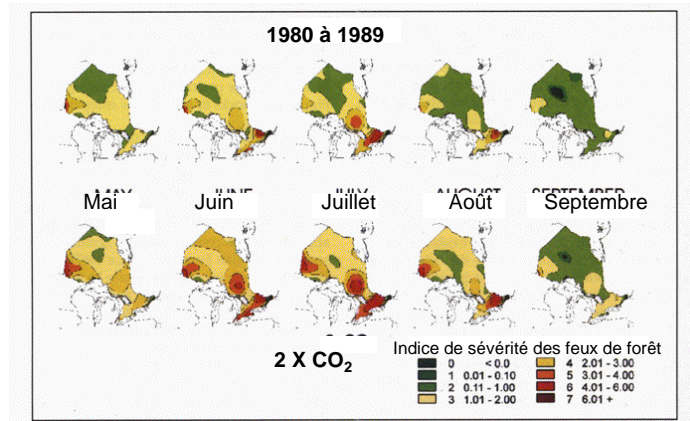 1980 à 1989
Mai Juin Juillet Août Septembre
2 X CO₂
Indice de sévérité des feux de forêt
0 < 0.0
1 0.01 - 0.10
2 0.11 - 1.00
3 1.01 - 2.00
4 2.01 - 3.00
5 3.01 - 4.00
6 4.01 - 6.00
7 6.01 +